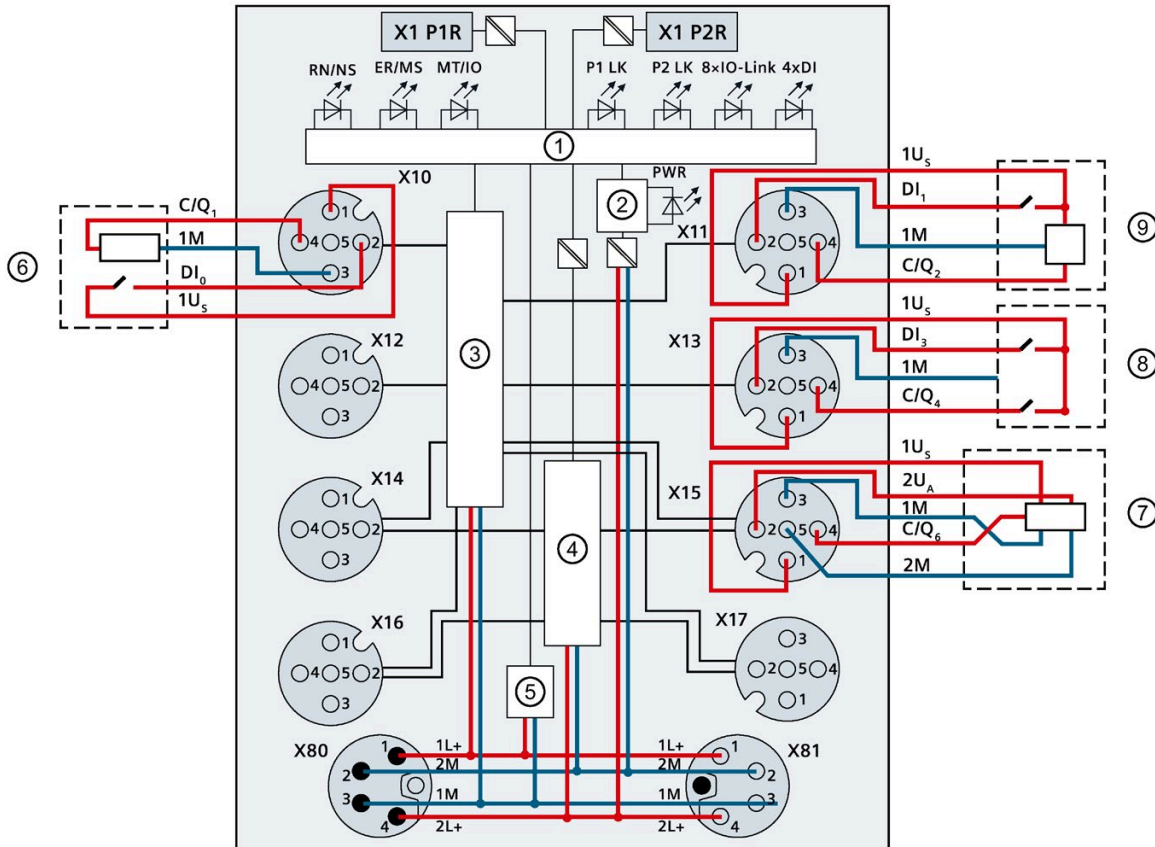 X1 P1R
X1 P2R
RN/NS ER/MS MT/IO P1 LK P2 LK 8×IO-Link 4xDI
1
PWR
2
X10
1
4 5 2
3
C/Q1
1M
DI0
1US
6
X11
3
2 5 4
1
1US
DI1
1M
C/Q2
9
3
X12
1
4 5 2
3
X13
3
2 5 4
1
1US
DI3
1M
C/Q4
8
X14
1
4 5 2
3
4
X15
3
2 5 4
1
1US
2UA
1M
C/Q6
2M
7
X16
1
4 5 2
3
X17
3
2 5 4
1
5
X80
1
2
3
4
1L+ 1L+
2M 2M
1M 1M
2L+ 2L+
X81
1
2
3
4